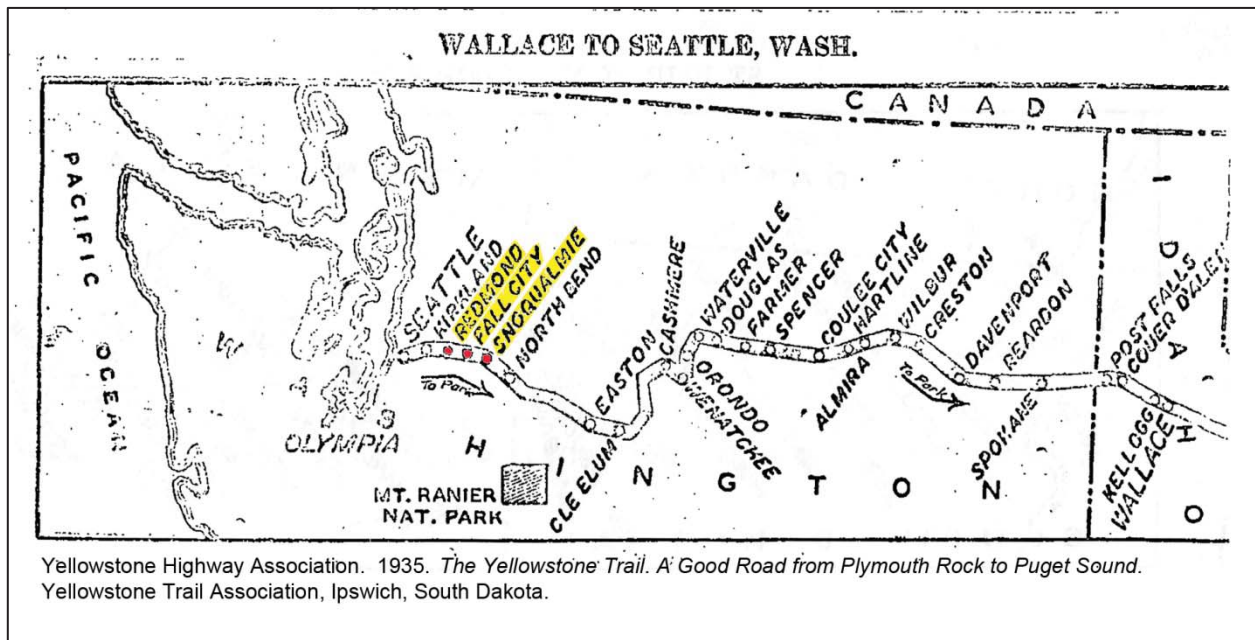 WALLACE TO SEATTLE, WASH.
CANADA
PACIFIC
OCEAN
SEATTLE
KIRKLAND
REDMOND
FALL CITY
SNOQUALMIE
NORTH BEND
EASTON
CLE ELUM
CASHMERE
WENATCHEE
ORONDO
WATERVILLE
DOUGLAS
FARMER
SPENCER
COULEE CITY
ALMIRA
HARTLINE
WILBUR
CRESTON
DAVENPORT
REARDON
SPOKANE
POST FALLS
COUER D'ALENE
KELLOGG
WALLACE
IDAHO
To Park
To Park
OLYMPIA
HINGTON
MT. RANIER
NAT. PARK
Yellowstone Highway Association. 1935. The Yellowstone Trail. A Good Road from Plymouth Rock to Puget Sound.
Yellowstone Trail Association, Ipswich, South Dakota.